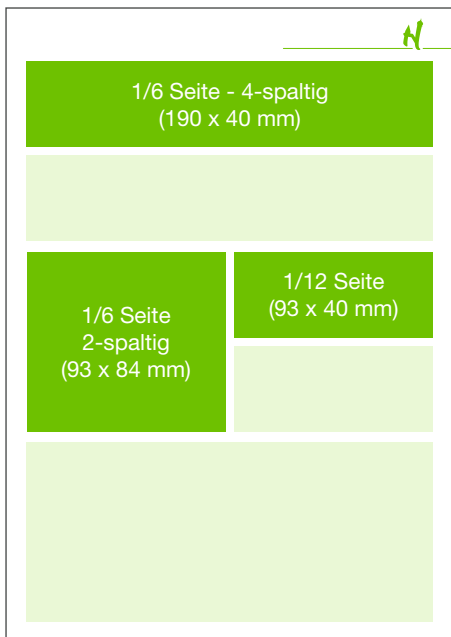 N
1/6 Seite - 4-spaltig
(190 x 40 mm)
1/6 Seite
2-spaltig
(93 x 84 mm)
1/12 Seite
(93 x 40 mm)